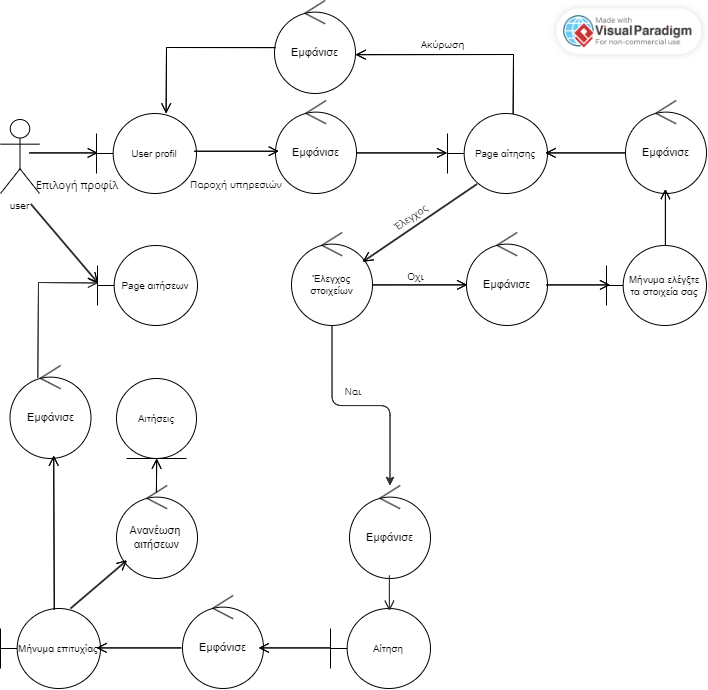 Made with
VisualParadigm
For non-commercial use
Εμφάνισε
Ακύρωση
User profil
Εμφάνισε
Page αίτησης
Εμφάνισε
Επιλογή προφίλ
Παροχή υπηρεσιών
user
Έλεγχος
Page αιτήσεων
Έλεγχος
στοιχείων
Οχι
Εμφάνισε
Μήνυμα ελέγξτε
τα στοιχεία σας
Ναι
Εμφάνισε
Αιτήσεις
Ανανέωση
αιτήσεων
Εμφάνισε
Μήνυμα επιτυχίας
Εμφάνισε
Αίτηση